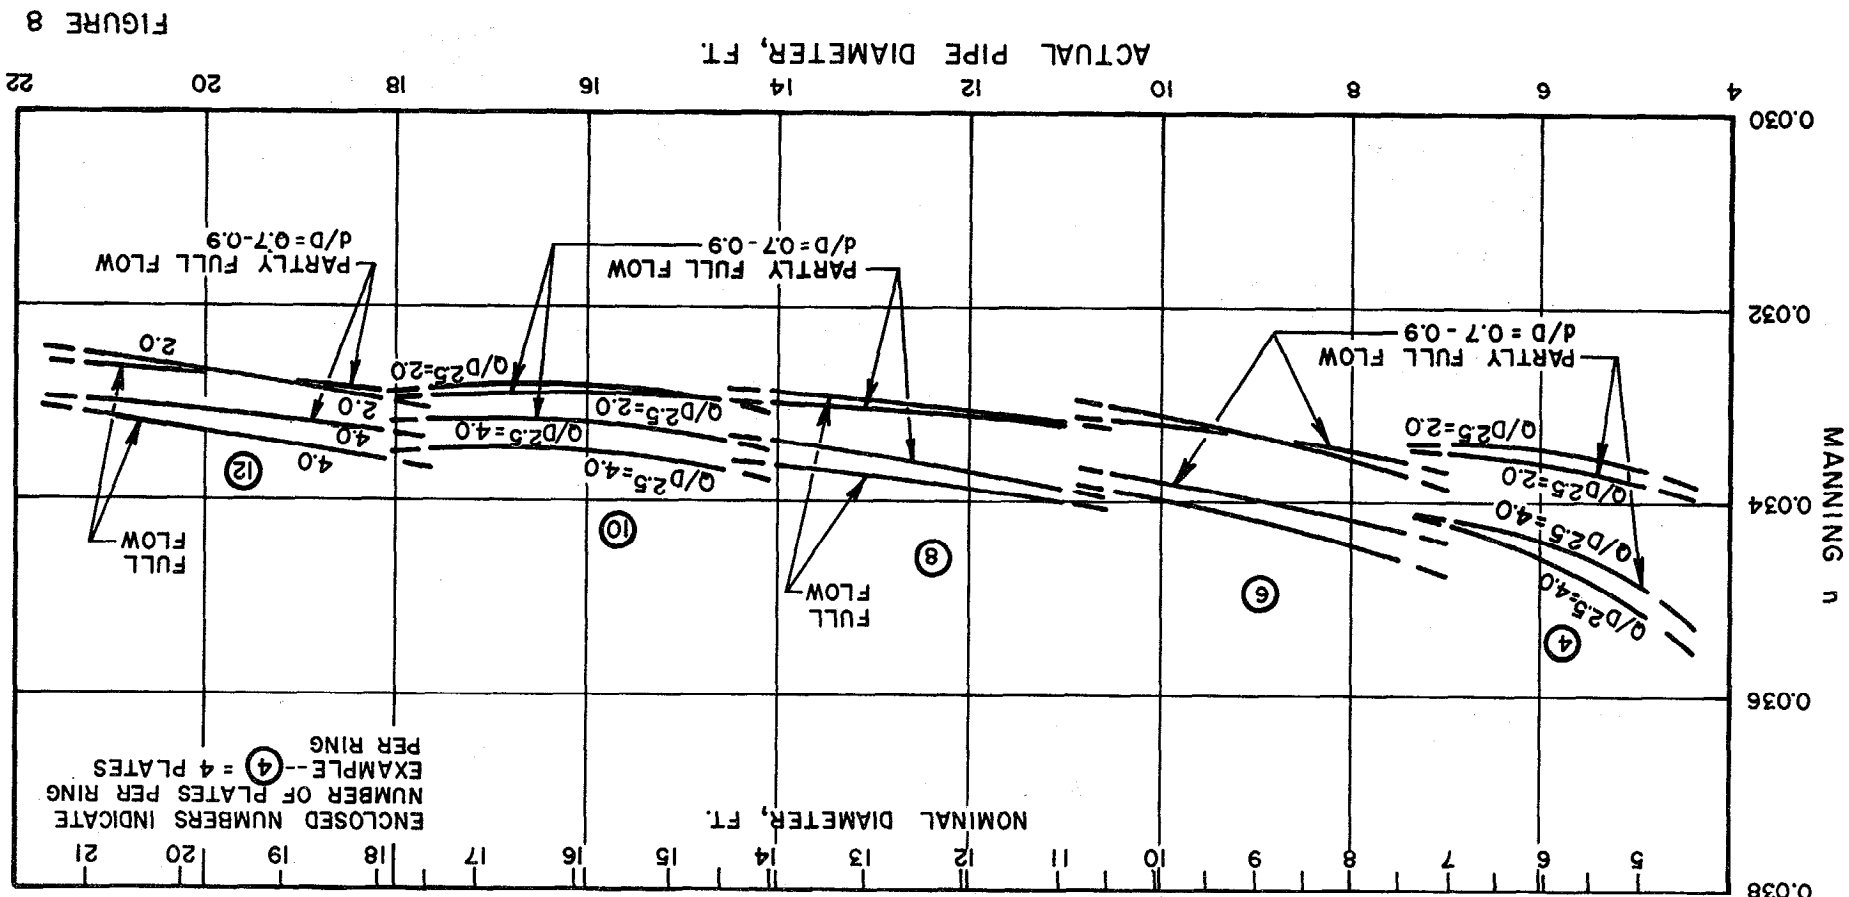 0.038
5 6 7 8 9 10 11 12 13 14 15 16 17 18 19 20 21
NOMINAL DIAMETER, FT.
ENCLOSED NUMBERS INDICATE
NUMBER OF PLATES PER RING
EXAMPLE--4 = 4 PLATES
PER RING
0.036
4
6
8
10
12
FULL
FLOW
FULL
FLOW
MANNING n
Q/D2.5=4.0
Q/D2.5=4.0
0.034
Q/D2.5=2.0
Q/D2.5=2.0
Q/D2.5=4.0
Q/D2.5=4.0
Q/D2.5=2.0
Q/D2.5=2.0
4.0
4.0
2.0
2.0
PARTLY FULL FLOW
d/D = 0.7 - 0.9
0.032
PARTLY FULL FLOW
d/D=0.7-0.9
PARTLY FULL FLOW
d/D=0.7-0.9
0.030
4 6 8 10 12 14 16 18 20 22
ACTUAL PIPE DIAMETER, FT.
FIGURE 8